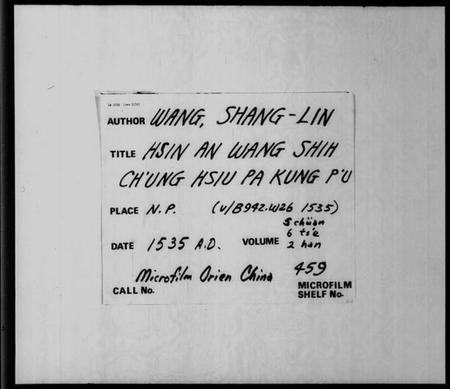 AUTHOR WANG, SHANG-LIN
TITLE HSIN AN WANG SHIH
CH'UNG HSIU PA KUNG P'U
PLACE N.P. (V/B942.W26 1535)
5 chüan
6 ts'e
DATE 1535 A.D. VOLUME 2 han
Microfilm Orien China 459
CALL No. MICROFILM
SHELF No.